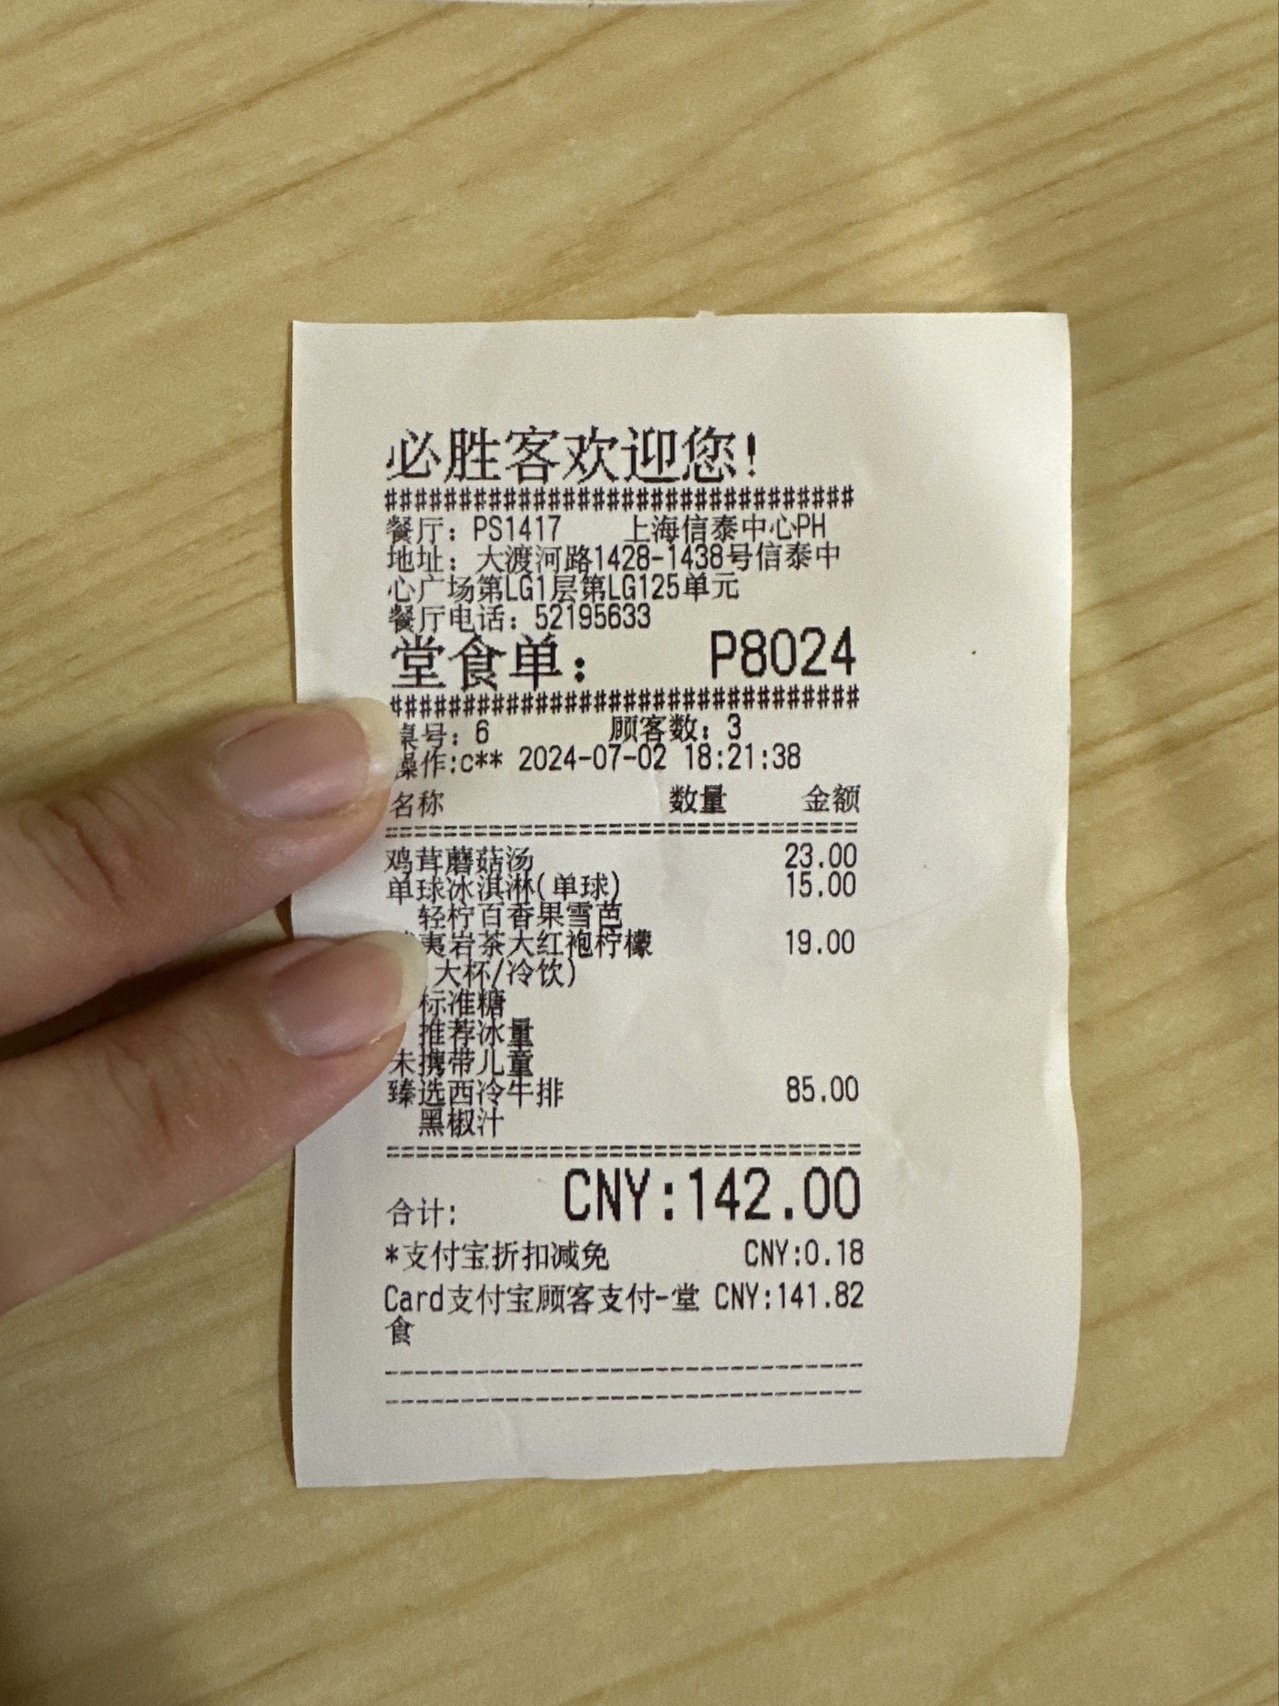 必胜客欢迎您!
################################
餐厅: PS1417 上海信泰中心PH
地址: 大渡河路1428-1438号信泰中
心广场第LG1层第LG125单元
餐厅电话: 52195633
堂食单: P8024
################################
桌号: 6 顾客数: 3
操作:c** 2024-07-02 18:21:38
名称 数量 金额
================================
鸡茸蘑菇汤 23.00
单球冰淇淋(单球) 15.00
轻柠百香果雪芭
夷岩茶大红袍柠檬 19.00
大杯/冷饮)
标准糖
推荐冰量
未携带儿童
臻选西冷牛排 85.00
黑椒汁
================================
合计: CNY:142.00
*支付宝折扣减免 CNY:0.18
Card支付宝顾客支付-堂 CNY:141.82
食
--------------------------------
--------------------------------